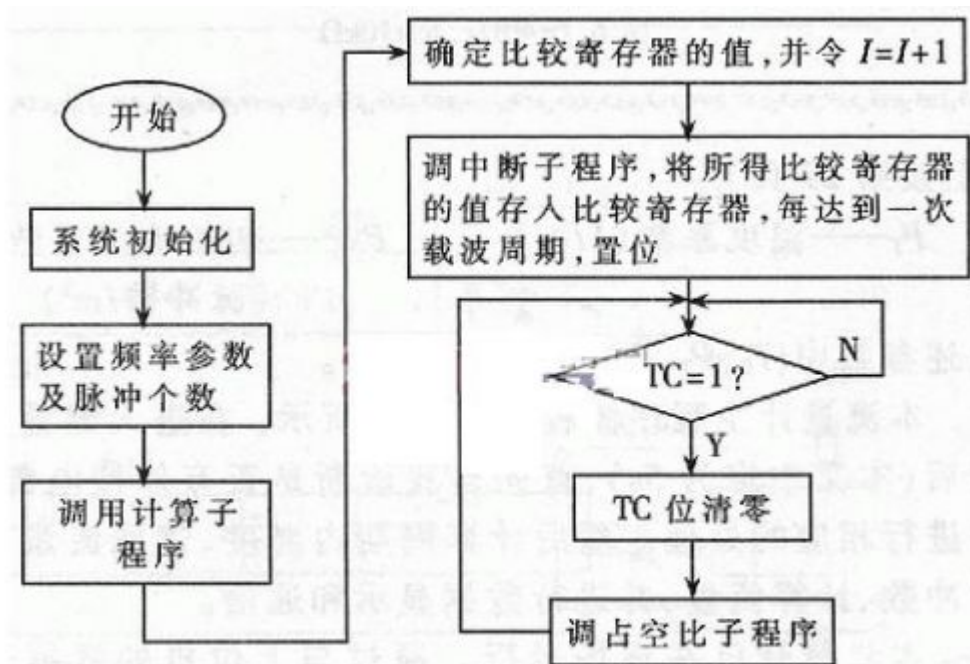 开始
系统初始化
设置频率参数
及脉冲个数
调用计算子
程序
确定比较寄存器的值,并令 I=I+1
调中断子程序,将所得比较寄存器
的值存入比较寄存器,每达到一次
载波周期,置位
TC=1?
N
Y
TC位清零
调占空比子程序